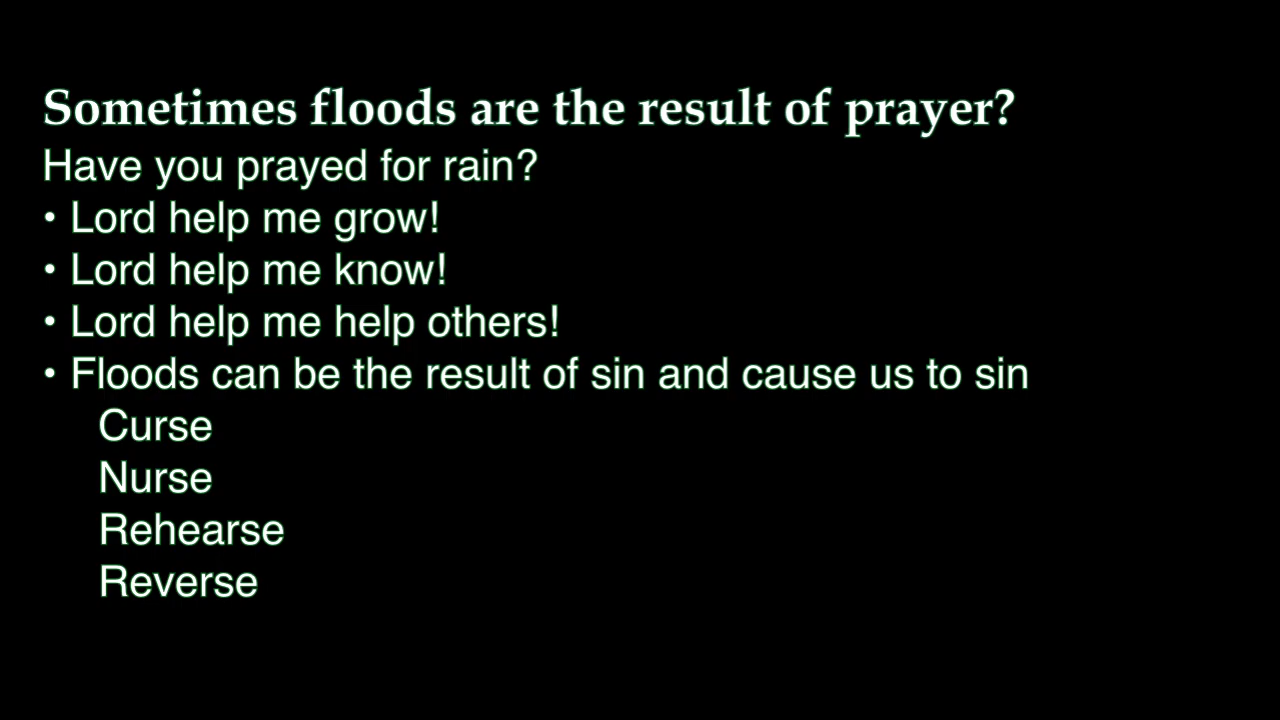 Sometimes floods are the result of prayer?
Have you prayed for rain?
• Lord help me grow!
• Lord help me know!
• Lord help me help others!
• Floods can be the result of sin and cause us to sin
Curse
Nurse
Rehearse
Reverse